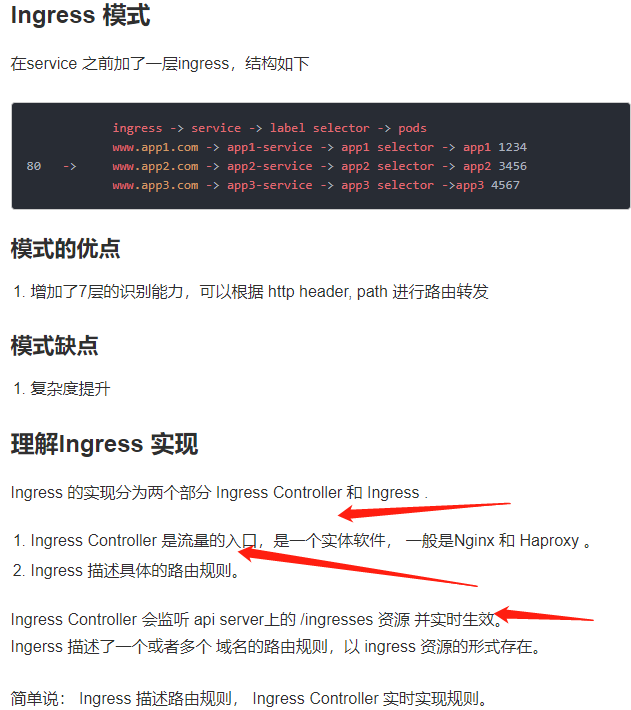 Ingress 模式
在service 之前加了一层ingress，结构如下
ingress -> service -> label selector -> pods
www.app1.com -> app1-service -> app1 selector -> app1 1234
80 -> www.app2.com -> app2-service -> app2 selector -> app2 3456
www.app3.com -> app3-service -> app3 selector ->app3 4567
模式的优点
1. 增加了7层的识别能力，可以根据 http header, path 进行路由转发
模式缺点
1. 复杂度提升
理解Ingress 实现
Ingress 的实现分为两个部分 Ingress Controller 和 Ingress .
1. Ingress Controller 是流量的入口，是一个实体软件， 一般是Nginx 和 Haproxy 。
2. Ingress 描述具体的路由规则。
Ingress Controller 会监听 api server上的 /ingresses 资源 并实时生效。
Ingerss 描述了一个或者多个 域名的路由规则，以 ingress 资源的形式存在。
简单说： Ingress 描述路由规则， Ingress Controller 实时实现规则。